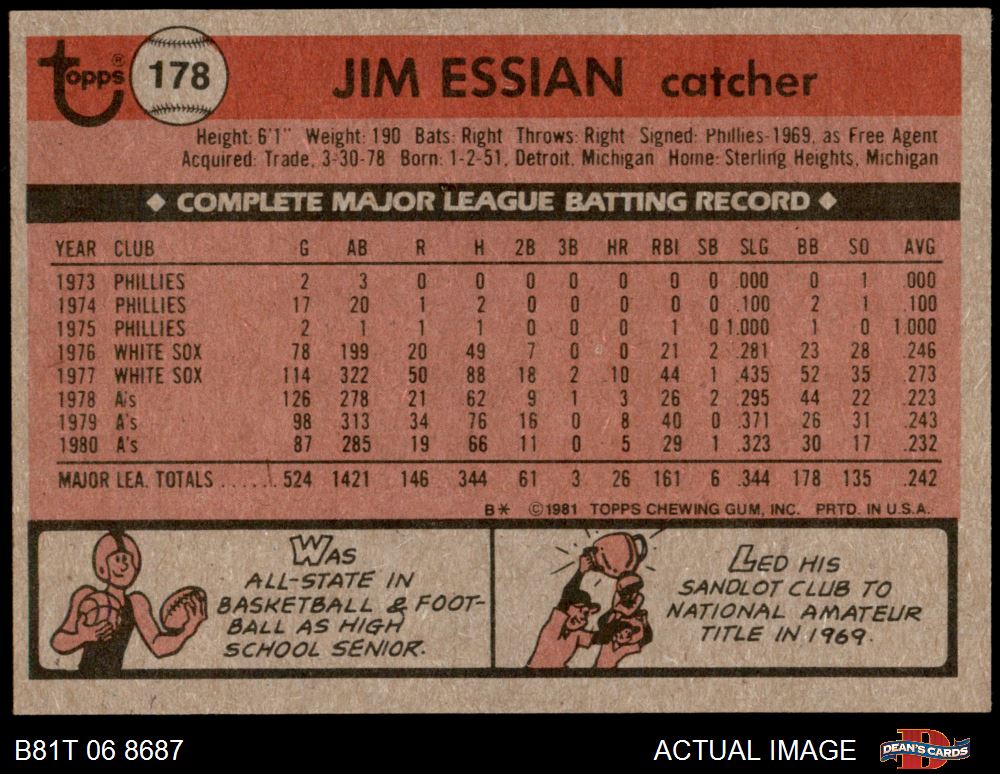 Topps® 178 JIM ESSIAN catcher
Height: 6'1" Weight: 190 Bats: Right Throws: Right Signed: Phillies-1969, as Free Agent
Acquired: Trade, 3-30-78 Born: 1-2-51, Detroit, Michigan Home: Sterling Heights, Michigan
◆ COMPLETE MAJOR LEAGUE BATTING RECORD ◆
YEAR CLUB G AB R H 2B 3B HR RBI SB SLG BB SO AVG
1973 PHILLIES 2 3 0 0 0 0 0 0 0 .000 0 1 .000
1974 PHILLIES 17 20 1 2 0 0 0 0 0 .100 2 1 .100
1975 PHILLIES 2 1 1 1 0 0 0 1 0 1.000 1 0 1.000
1976 WHITE SOX 78 199 20 49 7 0 0 21 2 .281 23 28 .246
1977 WHITE SOX 114 322 50 88 18 2 10 44 1 .435 52 35 .273
1978 A's 126 278 21 62 9 1 3 26 2 .295 44 22 .223
1979 A's 98 313 34 76 16 0 8 40 0 .371 26 31 .243
1980 A's 87 285 19 66 11 0 5 29 1 .323 30 17 .232
MAJOR LEA. TOTALS ...... 524 1421 146 344 61 3 26 161 6 .344 178 135 .242
B* ©1981 TOPPS CHEWING GUM, INC. PRTD. IN U.S.A.
WAS
ALL-STATE IN
BASKETBALL & FOOT-
BALL AS HIGH
SCHOOL SENIOR.
LED HIS
SANDLOT CLUB TO
NATIONAL AMATEUR
TITLE IN 1969.
B81T 06 8687 ACTUAL IMAGE DEAN'S CARDS